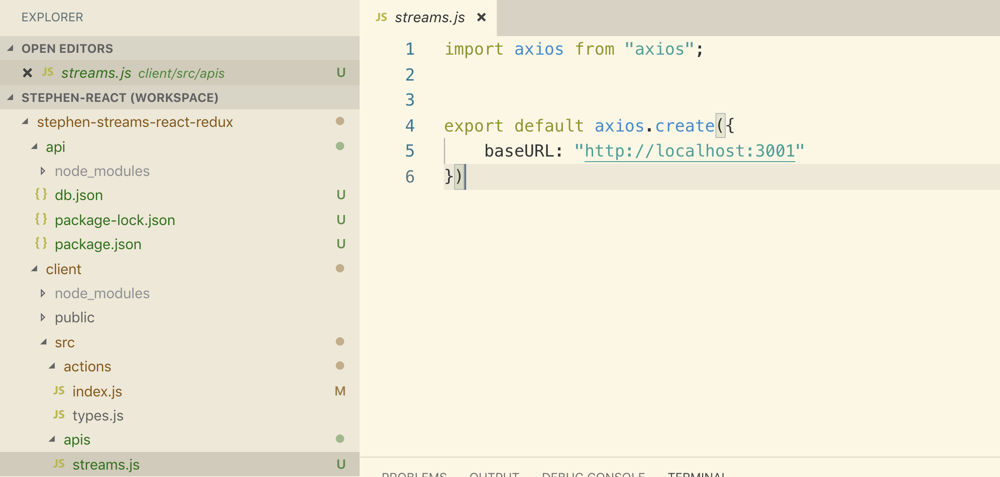 EXPLORER
OPEN EDITORS
JS streams.js client/src/apis U
STEPHEN-REACT (WORKSPACE)
stephen-streams-react-redux
api
node_modules
{} db.json U
{} package-lock.json U
{} package.json U
client
node_modules
public
src
actions
JS index.js M
JS types.js
apis
JS streams.js U
JS streams.js
1 import axios from "axios";
2
3
4 export default axios.create({
5 baseURL: "http://localhost:3001"
6 })
PROBLEMS OUTPUT DEBUG CONSOLE TERMINAL